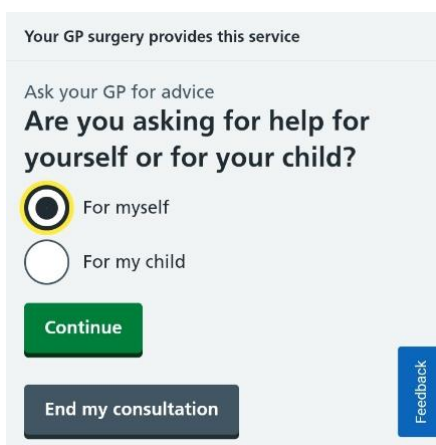 Your GP surgery provides this service
Ask your GP for advice
Are you asking for help for
yourself or for your child?
For myself
For my child
Continue
Feedback
End my consultation